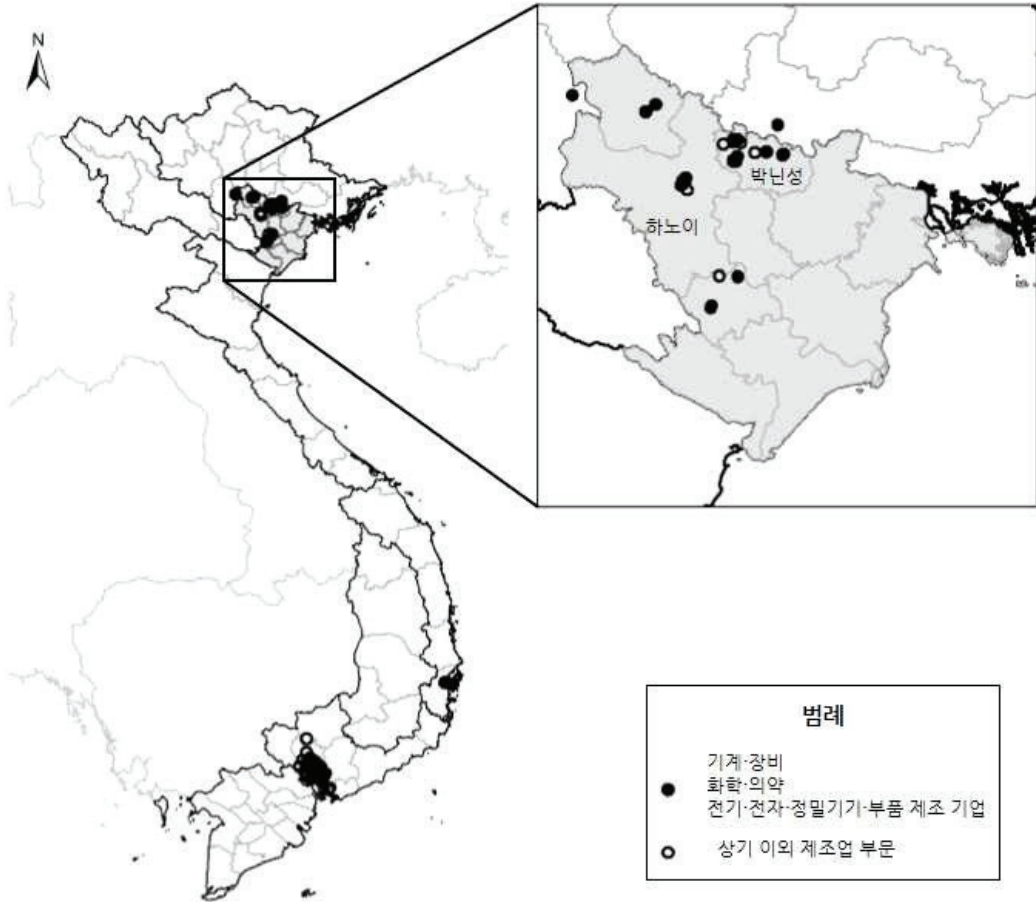 N
박닌성
하노이
범례
기계·장비
화학·의약
전기·전자·정밀기기·부품 제조 기업
상기 이외 제조업 부문